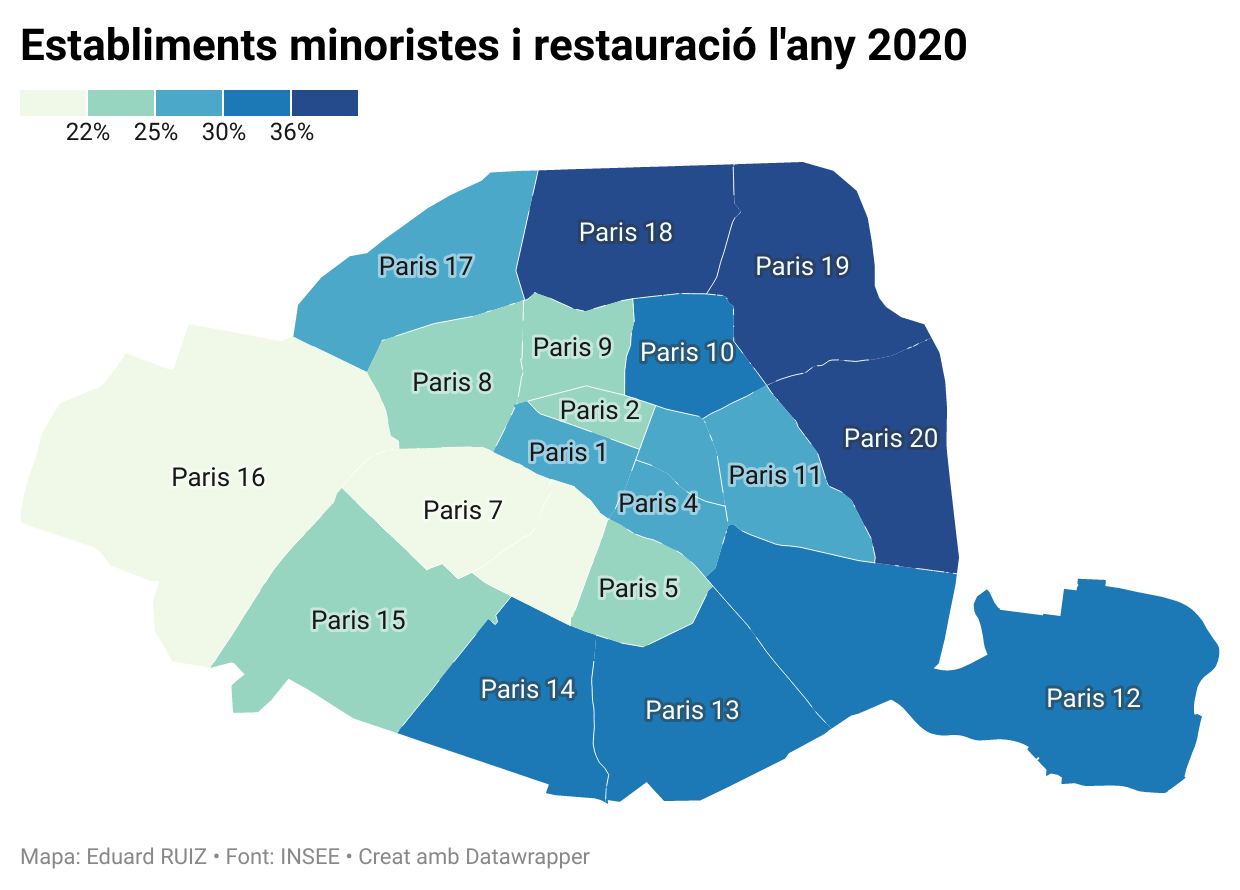 Establiments minoristes i restauració l'any 2020
22% 25% 30% 36%
Paris 18
Paris 17
Paris 19
Paris 9
Paris 10
Paris 8
Paris 2
Paris 20
Paris 1
Paris 16
Paris 11
Paris 4
Paris 7
Paris 5
Paris 15
Paris 14
Paris 12
Paris 13
Mapa: Eduard RUIZ • Font: INSEE • Creat amb Datawrapper